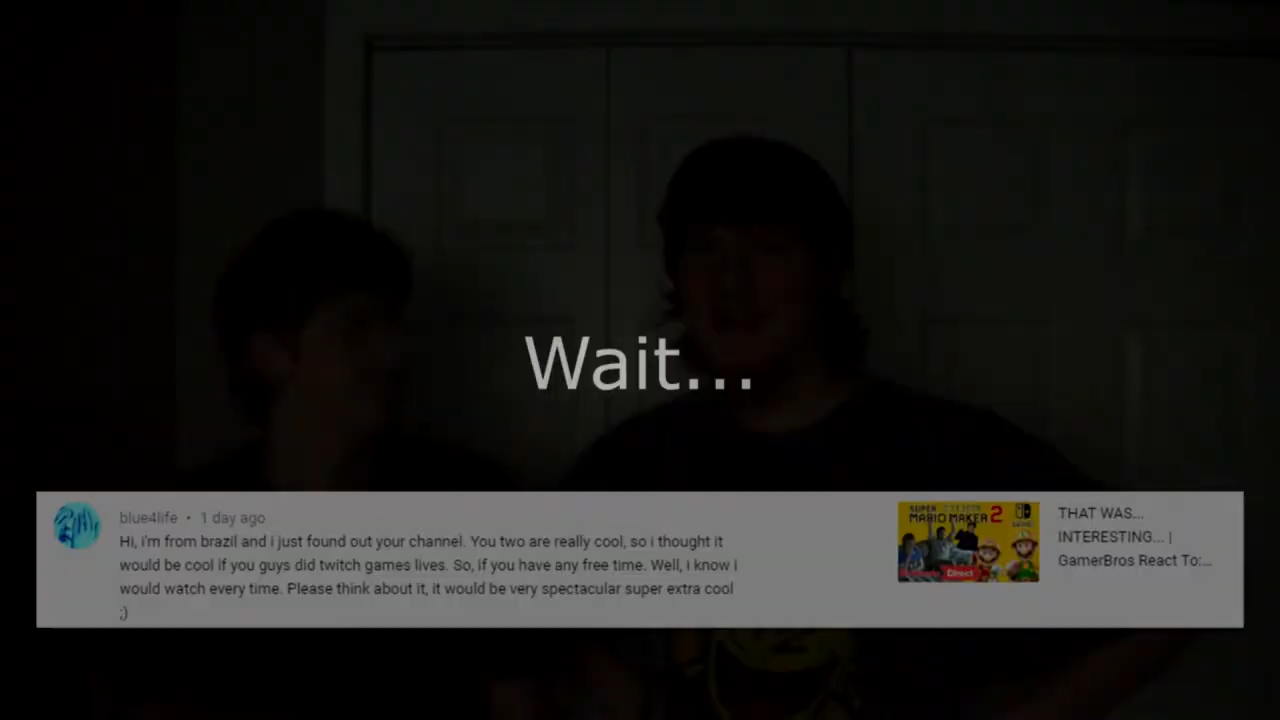 Wait...
blue4life • 1 day ago
Hi, i'm from brazil and i just found out your channel. You two are really cool, so i thought it
would be cool if you guys did twitch games lives. So, if you have any free time. Well, i know i
would watch every time. Please think about it, it would be very spectacular super extra cool
;)
SUPER
MARIO MAKER 2
Direct
THAT WAS...
INTERESTING... |
GamerBros React To:...